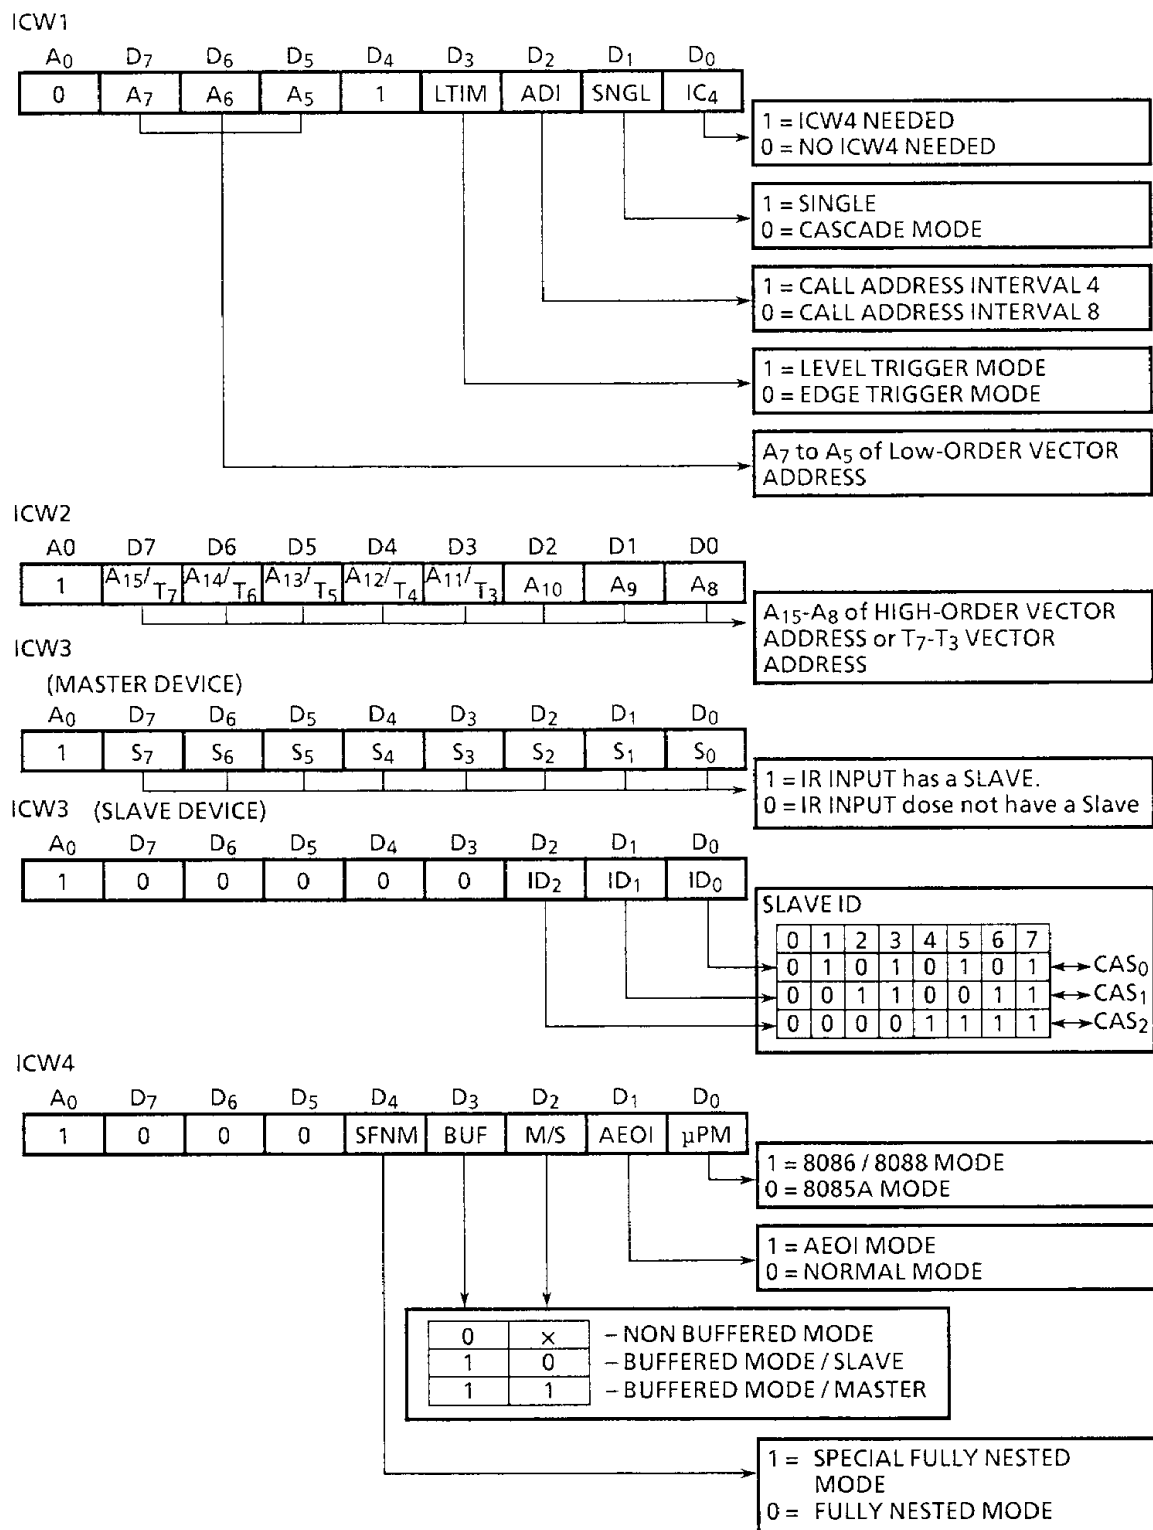 ICW1
A0 D7 D6 D5 D4 D3 D2 D1 D0
0 A7 A6 A5 1 LTIM ADI SNGL IC4
1 = ICW4 NEEDED
0 = NO ICW4 NEEDED
1 = SINGLE
0 = CASCADE MODE
1 = CALL ADDRESS INTERVAL 4
0 = CALL ADDRESS INTERVAL 8
1 = LEVEL TRIGGER MODE
0 = EDGE TRIGGER MODE
A7 to A5 of Low-ORDER VECTOR
ADDRESS
ICW2
A0 D7 D6 D5 D4 D3 D2 D1 D0
1 A15/T7 A14/T6 A13/T5 A12/T4 A11/T3 A10 A9 A8
A15-A8 of HIGH-ORDER VECTOR
ADDRESS or T7-T3 VECTOR
ADDRESS
ICW3
(MASTER DEVICE)
A0 D7 D6 D5 D4 D3 D2 D1 D0
1 S7 S6 S5 S4 S3 S2 S1 S0
1 = IR INPUT has a SLAVE.
0 = IR INPUT dose not have a Slave
ICW3 (SLAVE DEVICE)
A0 D7 D6 D5 D4 D3 D2 D1 D0
1 0 0 0 0 0 ID2 ID1 ID0
SLAVE ID
0 1 2 3 4 5 6 7
0 1 0 1 0 1 0 1 CAS0
0 0 1 1 0 0 1 1 CAS1
0 0 0 0 1 1 1 1 CAS2
ICW4
A0 D7 D6 D5 D4 D3 D2 D1 D0
1 0 0 0 SFNM BUF M/S AEOI µPM
1 = 8086 / 8088 MODE
0 = 8085A MODE
1 = AEOI MODE
0 = NORMAL MODE
0 × – NON BUFFERED MODE
1 0 – BUFFERED MODE / SLAVE
1 1 – BUFFERED MODE / MASTER
1 = SPECIAL FULLY NESTED
MODE
0 = FULLY NESTED MODE